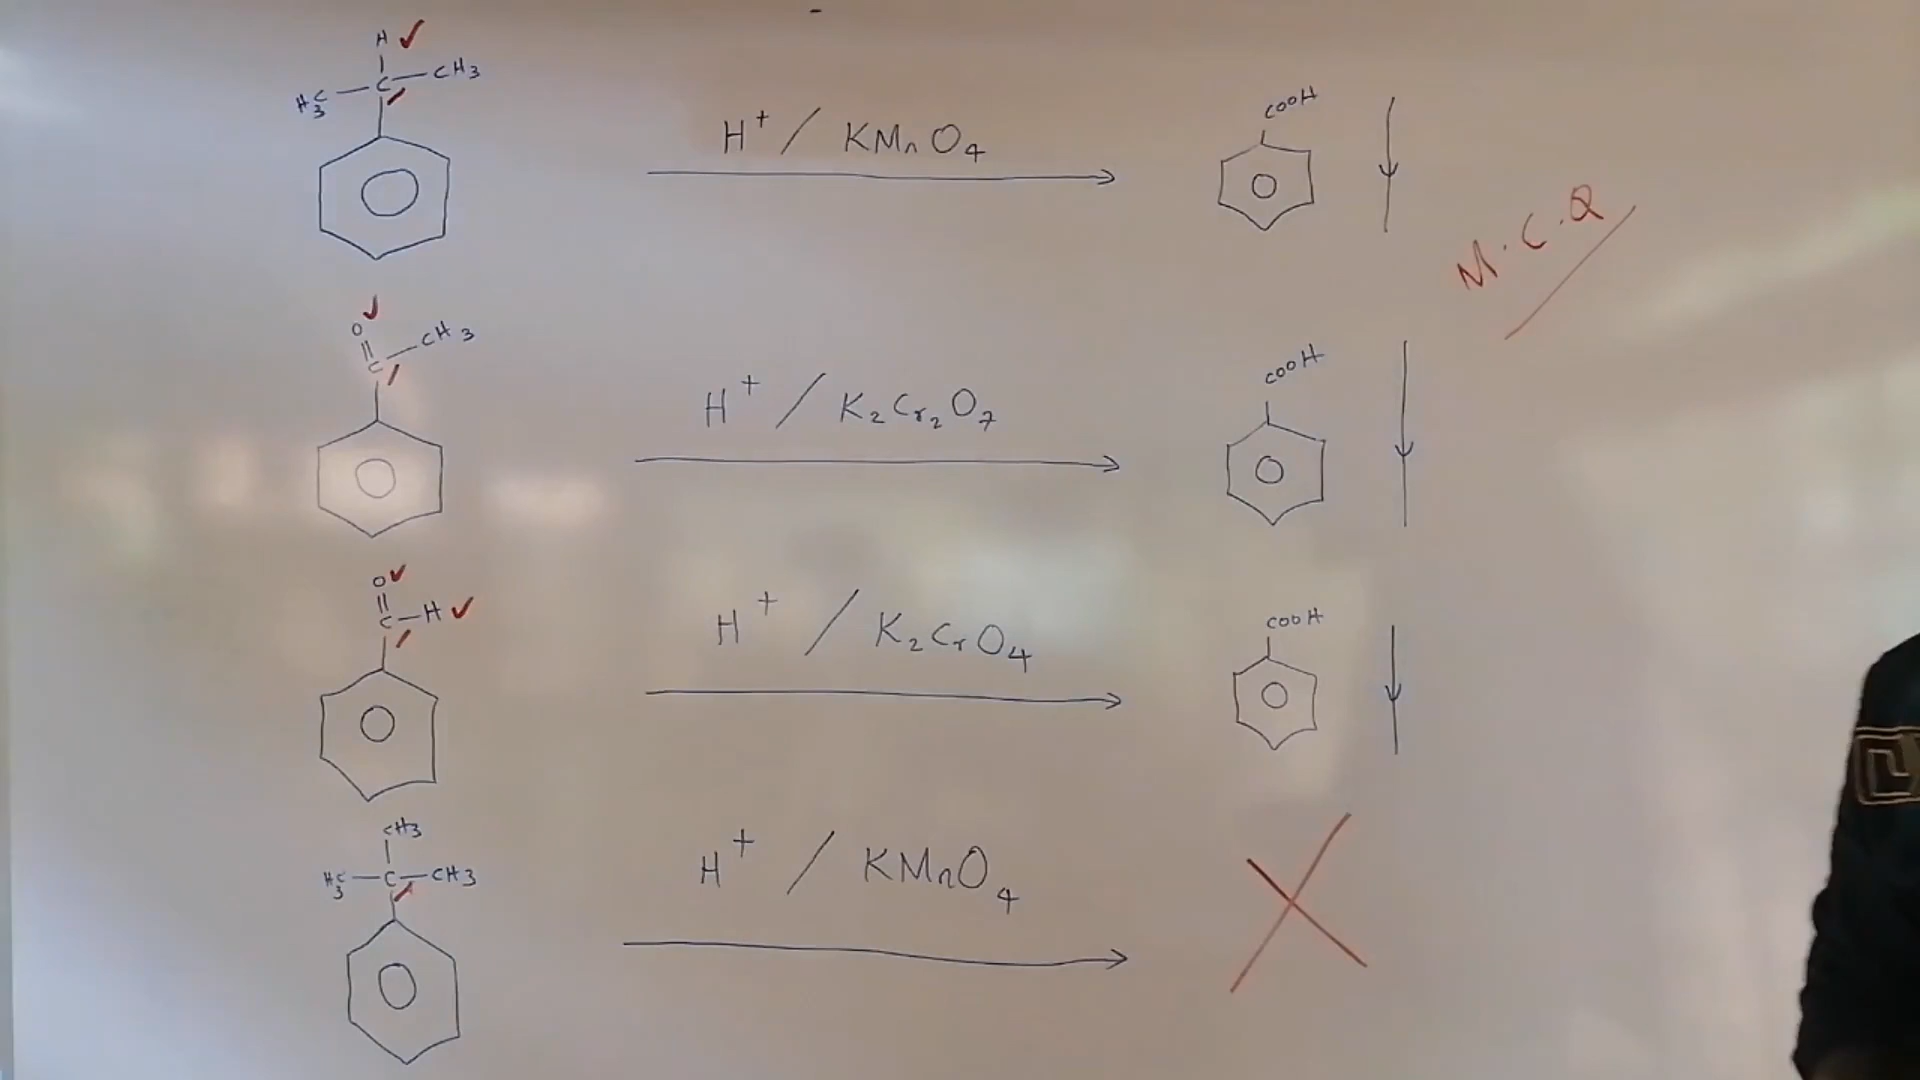 H
H3C — C — CH3
H+ / KMnO4
COOH
M.C.Q
O
C — CH3
H+ / K2Cr2O7
COOH
O
C — H
H+ / K2CrO4
COOH
CH3
H3C — C — CH3
H+ / KMnO4